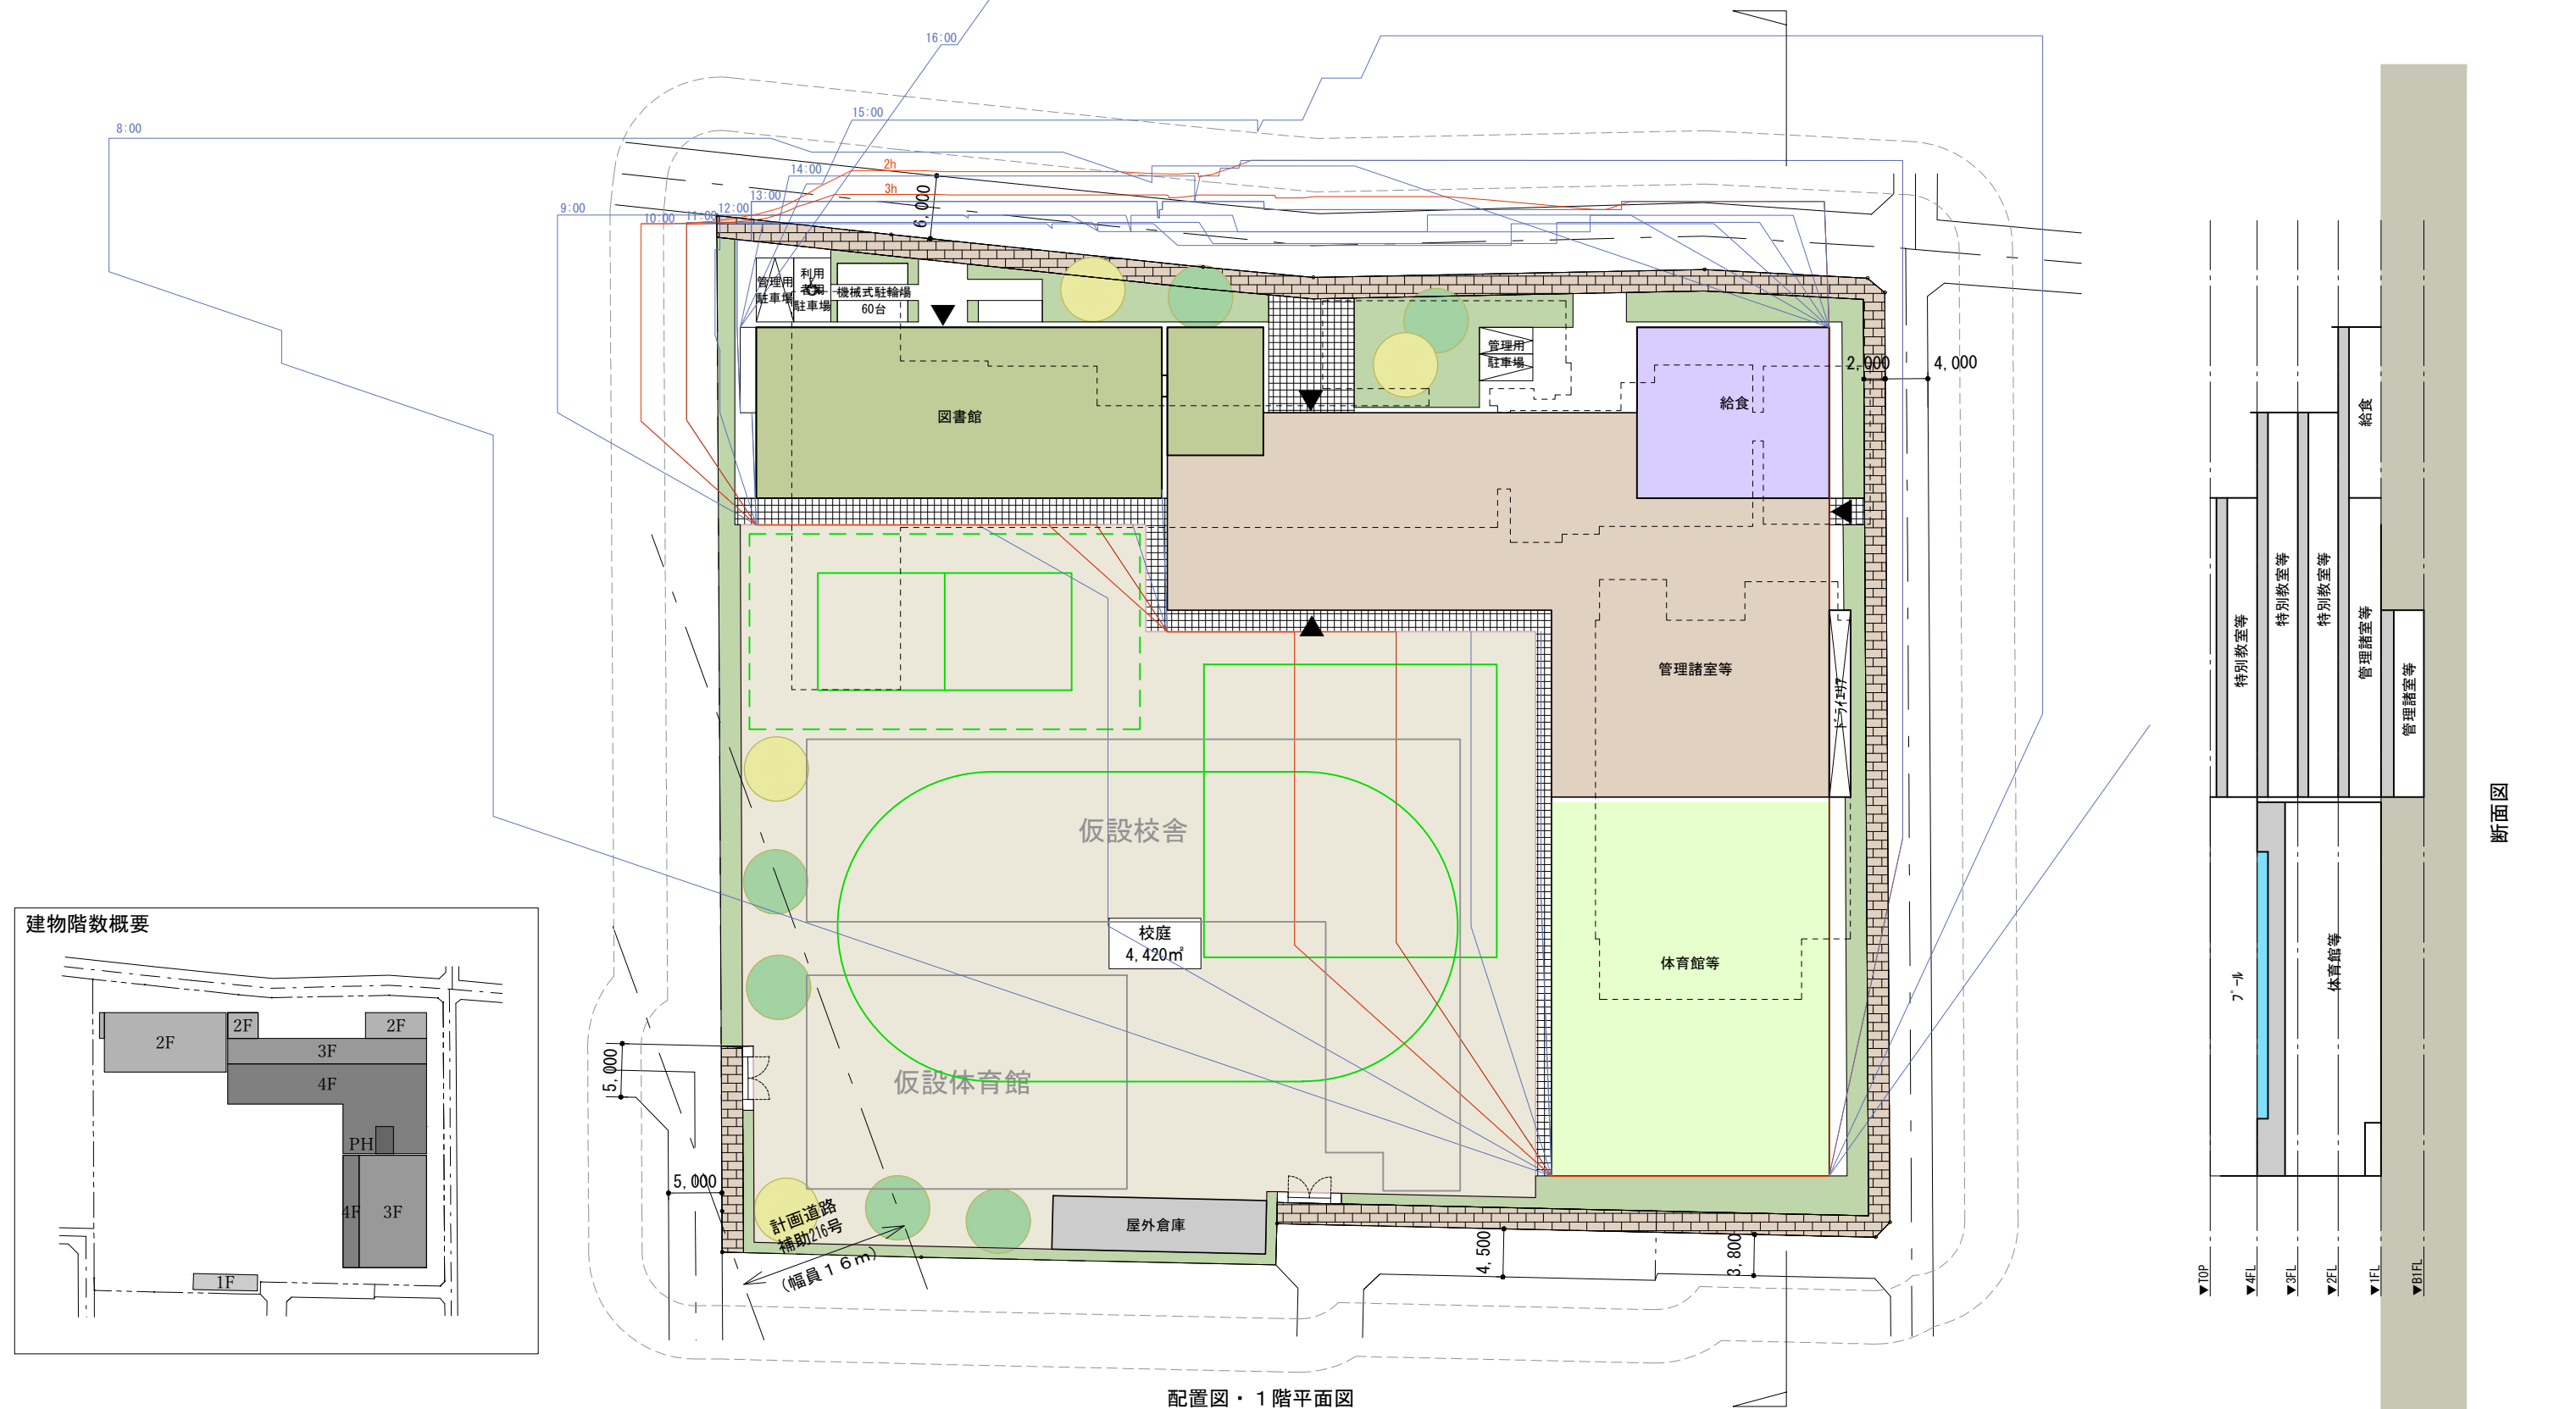 16:00
15:00
8:00
2h
14:00
3h
13:00
9:00
10:00
11:00
12:00
6,000
管理用
駐車場
利用
者用
駐車場
機械式駐輪場
60台
管理用
駐車場
2,000
4,000
図書館
給食
管理諸室等
ドライエリア
仮設校舎
校庭
4,420㎡
体育館等
仮設体育館
5,000
5,000
計画道路
補助216号
(幅員16m)
屋外倉庫
4,500
3,800
配置図・1階平面図
建物階数概要
2F
2F
2F
3F
4F
PH
4F
3F
1F
給食
特別教室等
特別教室等
特別教室等
管理諸室等
管理諸室等
プール
体育館等
▼TOP
▼4FL
▼3FL
▼2FL
▼1FL
▼B1FL
断面図